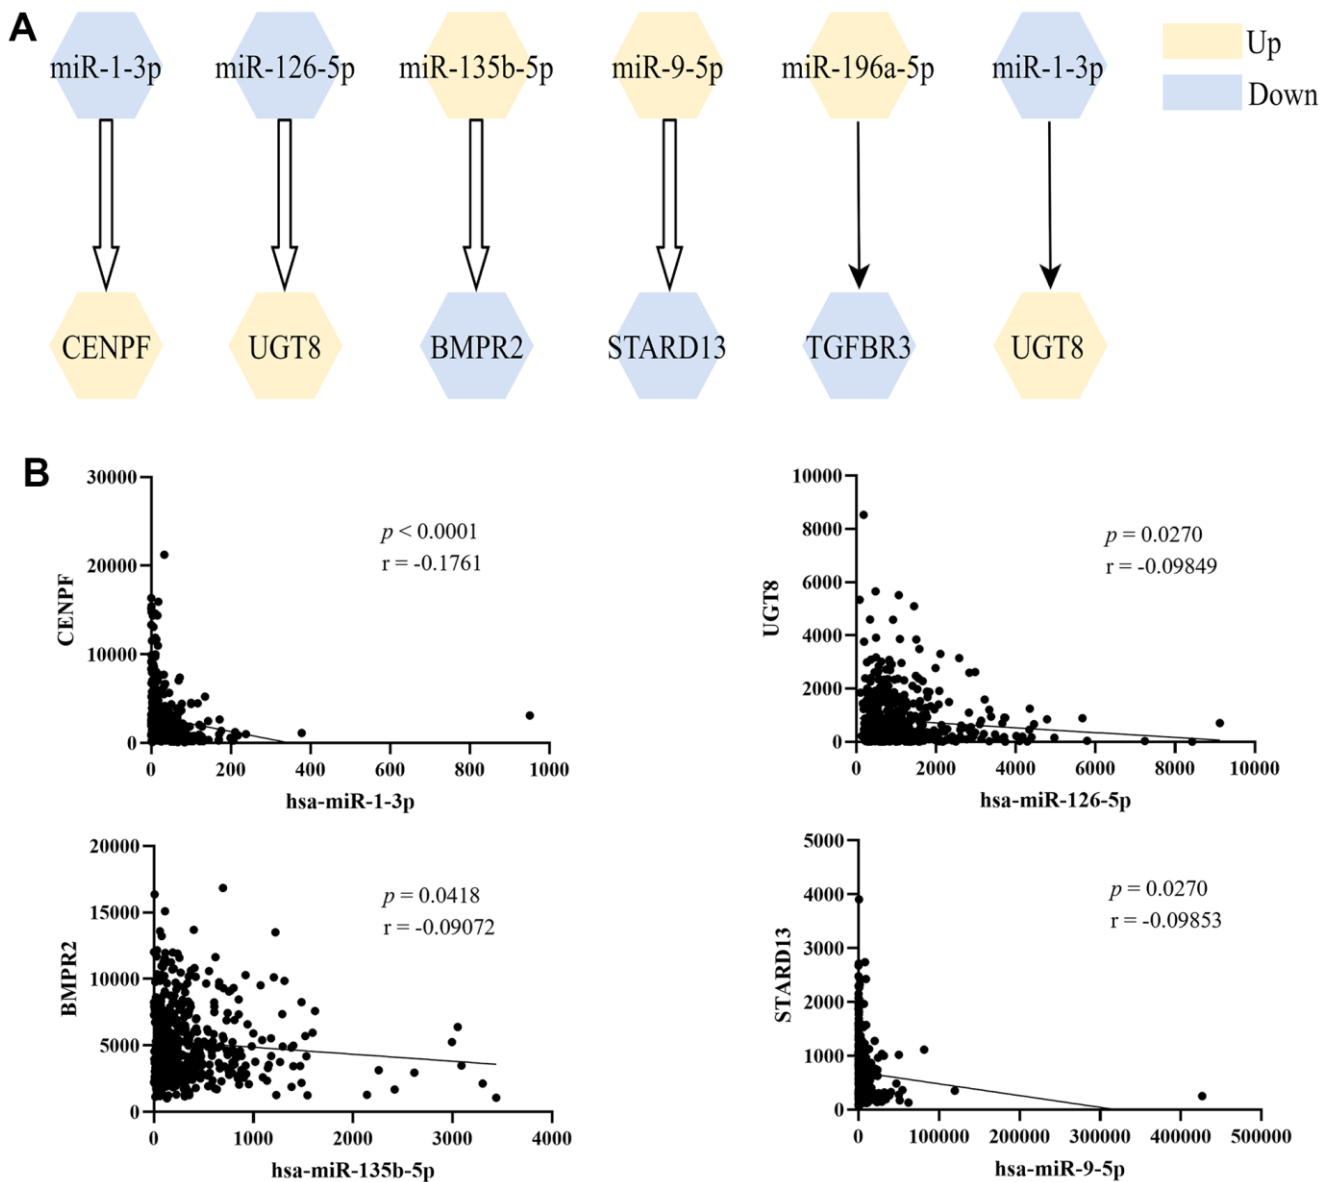 A
miR-1-3p miR-126-5p miR-135b-5p miR-9-5p miR-196a-5p miR-1-3p
Up
Down
CENPF UGT8 BMPR2 STARD13 TGFBR3 UGT8
B
30000
20000
10000
0
CENPF
p < 0.0001
r = -0.1761
0 200 400 600 800 1000
hsa-miR-1-3p
10000
8000
6000
4000
2000
0
UGT8
p = 0.0270
r = -0.09849
0 2000 4000 6000 8000 10000
hsa-miR-126-5p
20000
15000
10000
5000
0
BMPR2
p = 0.0418
r = -0.09072
0 1000 2000 3000 4000
hsa-miR-135b-5p
5000
4000
3000
2000
1000
0
STARD13
p = 0.0270
r = -0.09853
0 100000 200000 300000 400000 500000
hsa-miR-9-5p